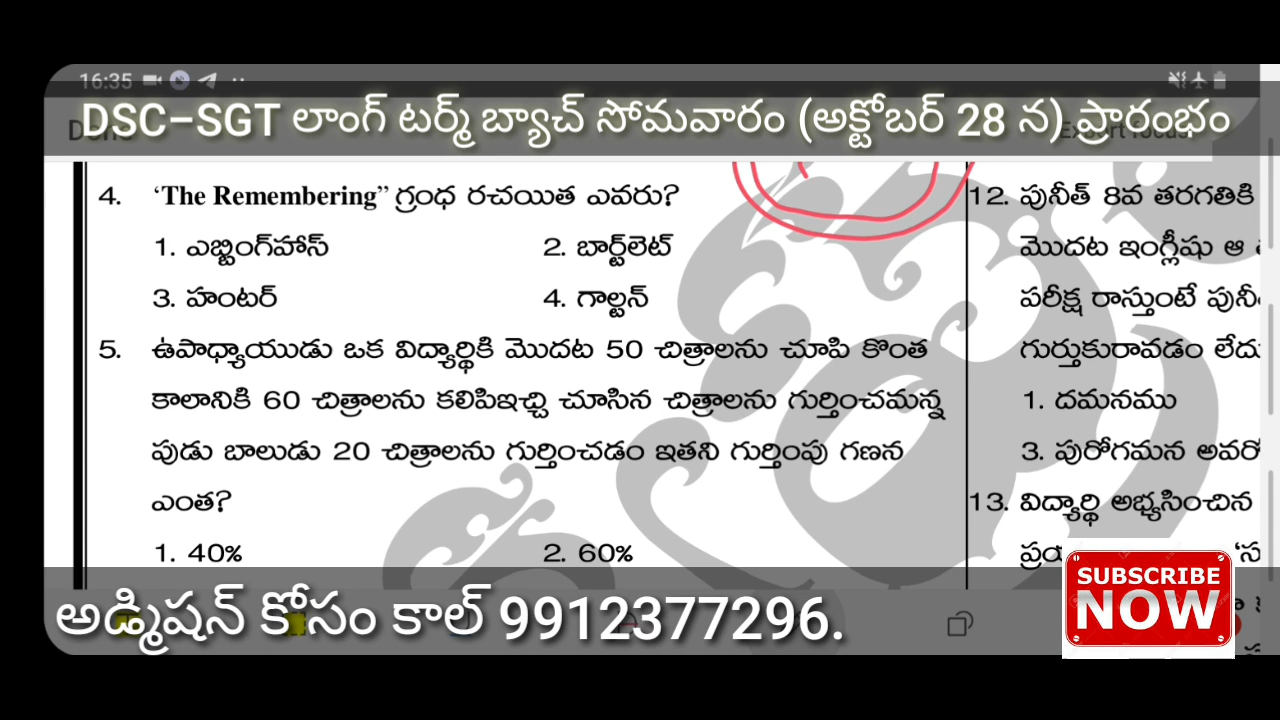 16:35
DSC-SGT లాంగ్ టర్మ్ బ్యాచ్ సోమవారం (అక్టోబర్ 28 న) ప్రారంభం
4. ‘The Remembering” గ్రంధ రచయిత ఎవరు?
1. ఎబ్బింగ్‌హాస్ 2. బార్ట్‌లెట్
3. హంటర్ 4. గాల్టన్
5. ఉపాధ్యాయుడు ఒక విద్యార్థికి మొదట 50 చిత్రాలను చూపి కొంత
కాలానికి 60 చిత్రాలను కలిపిఇచ్చి చూసిన చిత్రాలను గుర్తించమన్న
పుడు బాలుడు 20 చిత్రాలను గుర్తించడం ఇతని గుర్తింపు గణన
ఎంత?
1. 40% 2. 60%
12. పునీత్ 8వ తరగతికి
మొదట ఇంగ్లీషు ఆ
పరీక్ష రాస్తుంటే
గుర్తుకురావడం లేదు
1. దమనము
3. పురోగమన
13. విద్యార్థి అభ్యసించిన
SUBSCRIBE
NOW
అడ్మిషన్ కోసం కాల్ 9912377296.